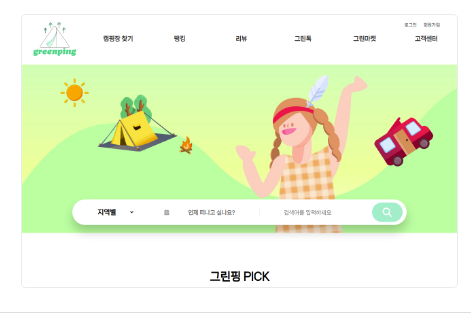 로그인 회원가입
greenping
캠핑장 찾기 랭킹 리뷰 그린톡 그린마켓 고객센터
지역별 언제 떠나고 싶나요? 검색어를 입력하세요
그린핑 PICK